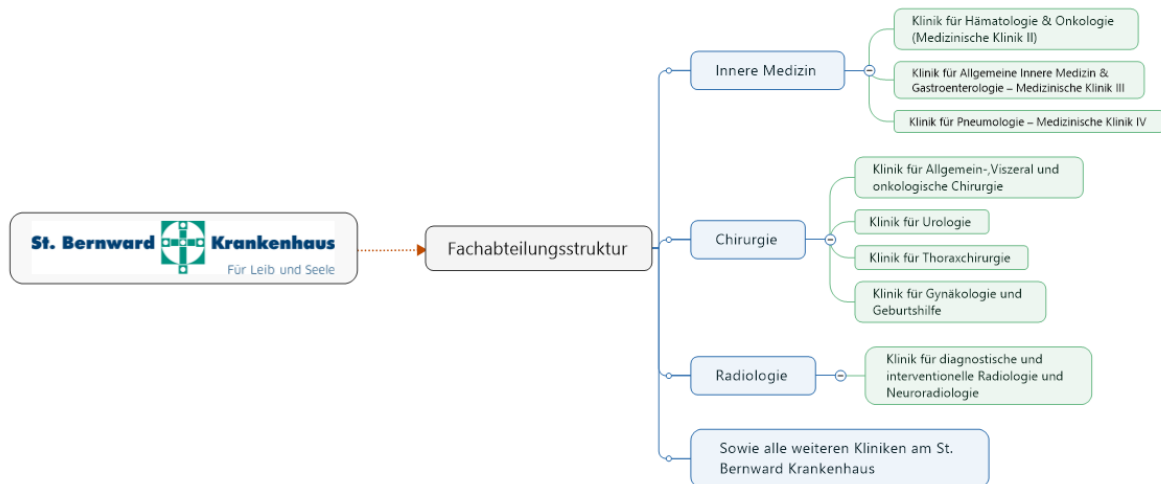 St. Bernward Krankenhaus
Für Leib und Seele
Fachabteilungsstruktur
Innere Medizin
Klinik für Hämatologie & Onkologie
(Medizinische Klinik II)
Klinik für Allgemeine Innere Medizin &
Gastroenterologie – Medizinische Klinik III
Klinik für Pneumologie – Medizinische Klinik IV
Chirurgie
Klinik für Allgemein-,Viszeral und
onkologische Chirurgie
Klinik für Urologie
Klinik für Thoraxchirurgie
Klinik für Gynäkologie und
Geburtshilfe
Radiologie
Klinik für diagnostische und
interventionelle Radiologie und
Neuroradiologie
Sowie alle weiteren Kliniken am St.
Bernward Krankenhaus